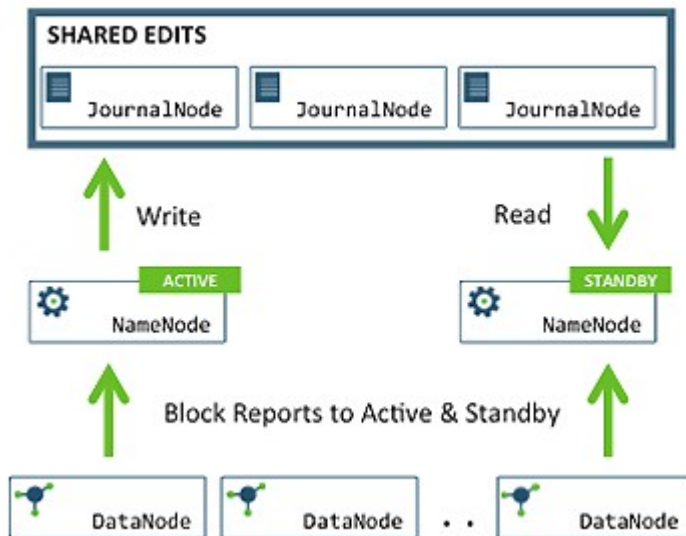 SHARED EDITS
JournalNode JournalNode JournalNode
Write Read
ACTIVE STANDBY
NameNode NameNode
Block Reports to Active & Standby
DataNode DataNode . . DataNode